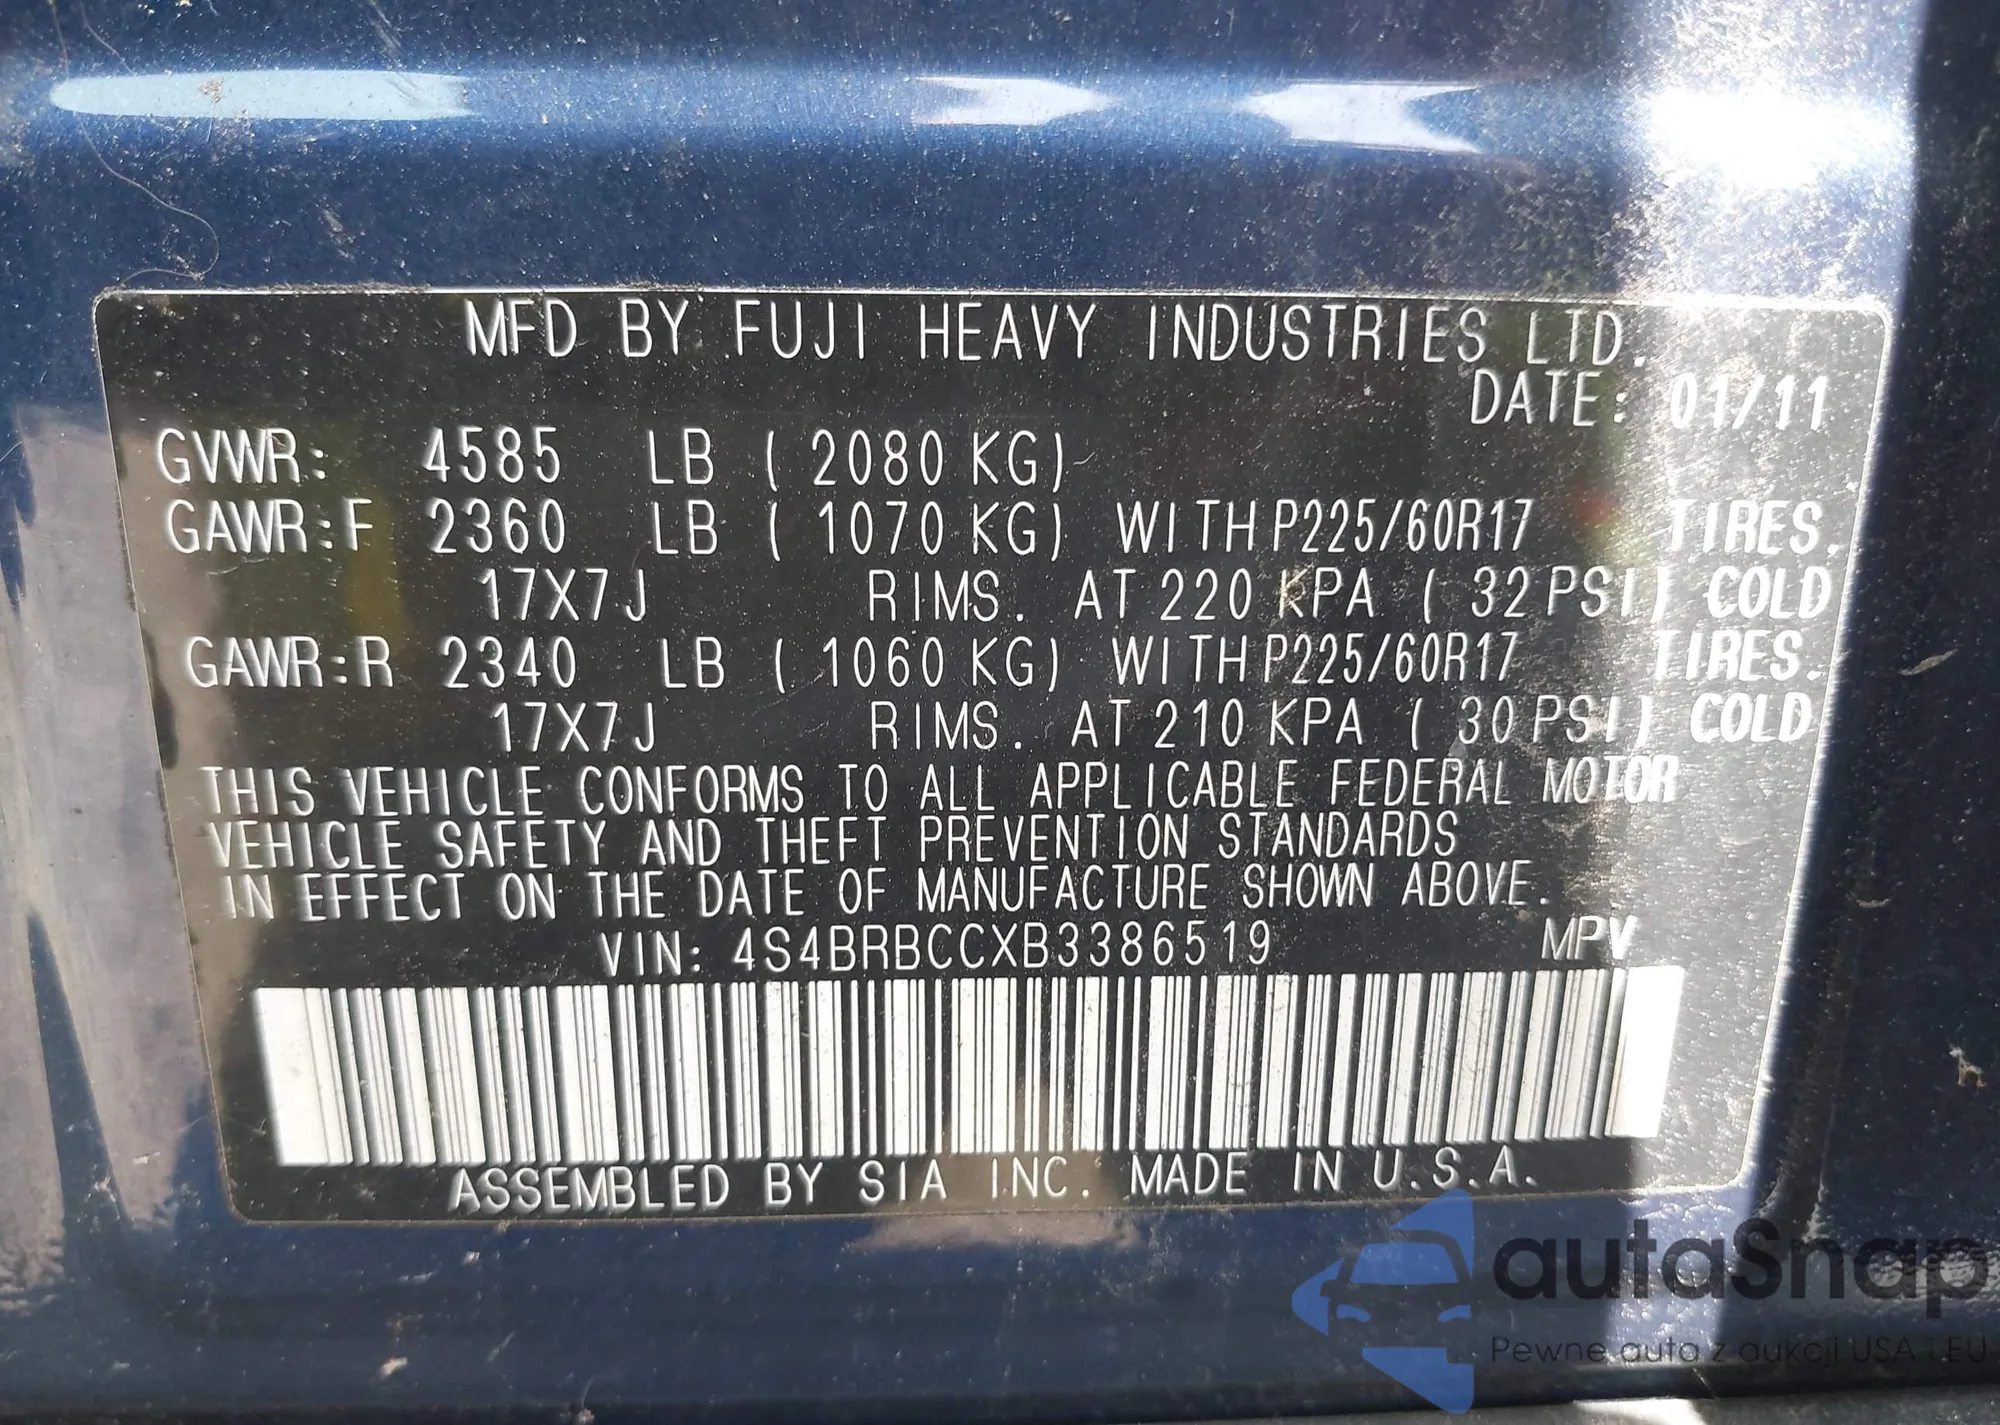 MFD BY FUJI HEAVY INDUSTRIES LTD.
DATE: 01/11
GVWR: 4585 LB ( 2080 KG)
GAWR:F 2360 LB ( 1070 KG) WITH P225/60R17 TIRES.
17X7J RIMS. AT 220 KPA ( 32 PSI) COLD
GAWR:R 2340 LB ( 1060 KG) WITH P225/60R17 TIRES.
17X7J RIMS. AT 210 KPA ( 30 PSI) COLD
THIS VEHICLE CONFORMS TO ALL APPLICABLE FEDERAL MOTOR
VEHICLE SAFETY AND THEFT PREVENTION STANDARDS
IN EFFECT ON THE DATE OF MANUFACTURE SHOWN ABOVE.
VIN: 4S4BRBCCXB3386519 MPV
ASSEMBLED BY SIA INC. MADE IN U.S.A.
autaSnap
Pewne auta z aukcji USA i EU